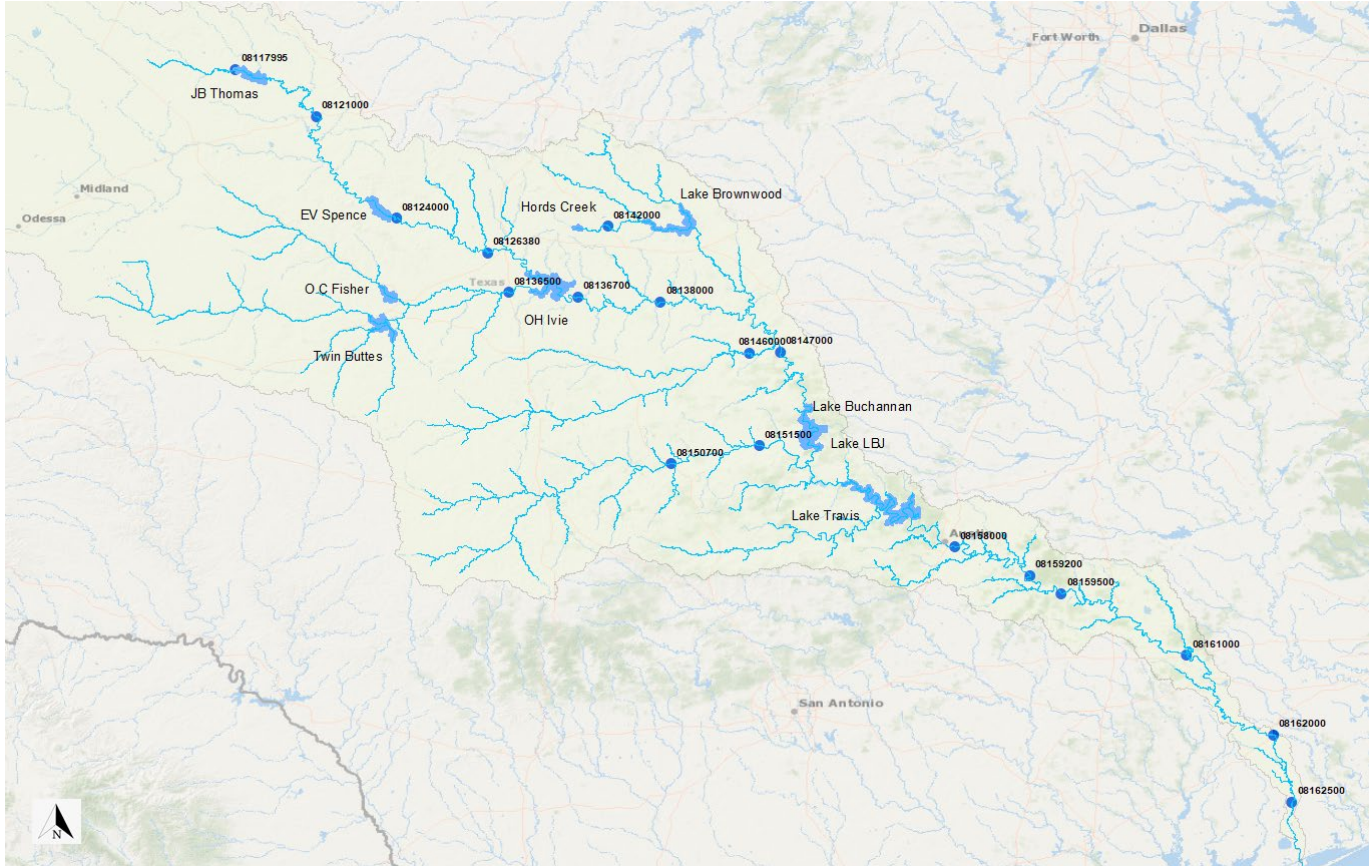 Dallas
Fort Worth
08117995
JB Thomas
08121000
Midland
Odessa
EV Spence
08124000
Hords Creek
Lake Brownwood
08142000
08126380
O.C Fisher
Texas
08136500
08136700
08138000
OH Ivie
Twin Buttes
08146000
08147000
Lake Buchannan
08151500
Lake LBJ
08150700
Lake Travis
08158000
08159200
08159500
08161000
San Antonio
08162000
08162500
N